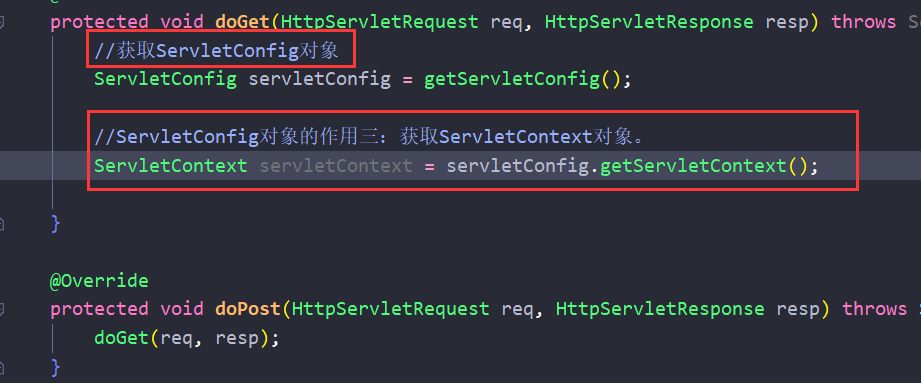 protected void doGet(HttpServletRequest req, HttpServletResponse resp) throws
//获取ServletConfig对象
ServletConfig servletConfig = getServletConfig();
//ServletConfig对象的作用三：获取ServletContext对象。
ServletContext servletContext = servletConfig.getServletContext();
}
@Override
protected void doPost(HttpServletRequest req, HttpServletResponse resp) throws
doGet(req, resp);
}